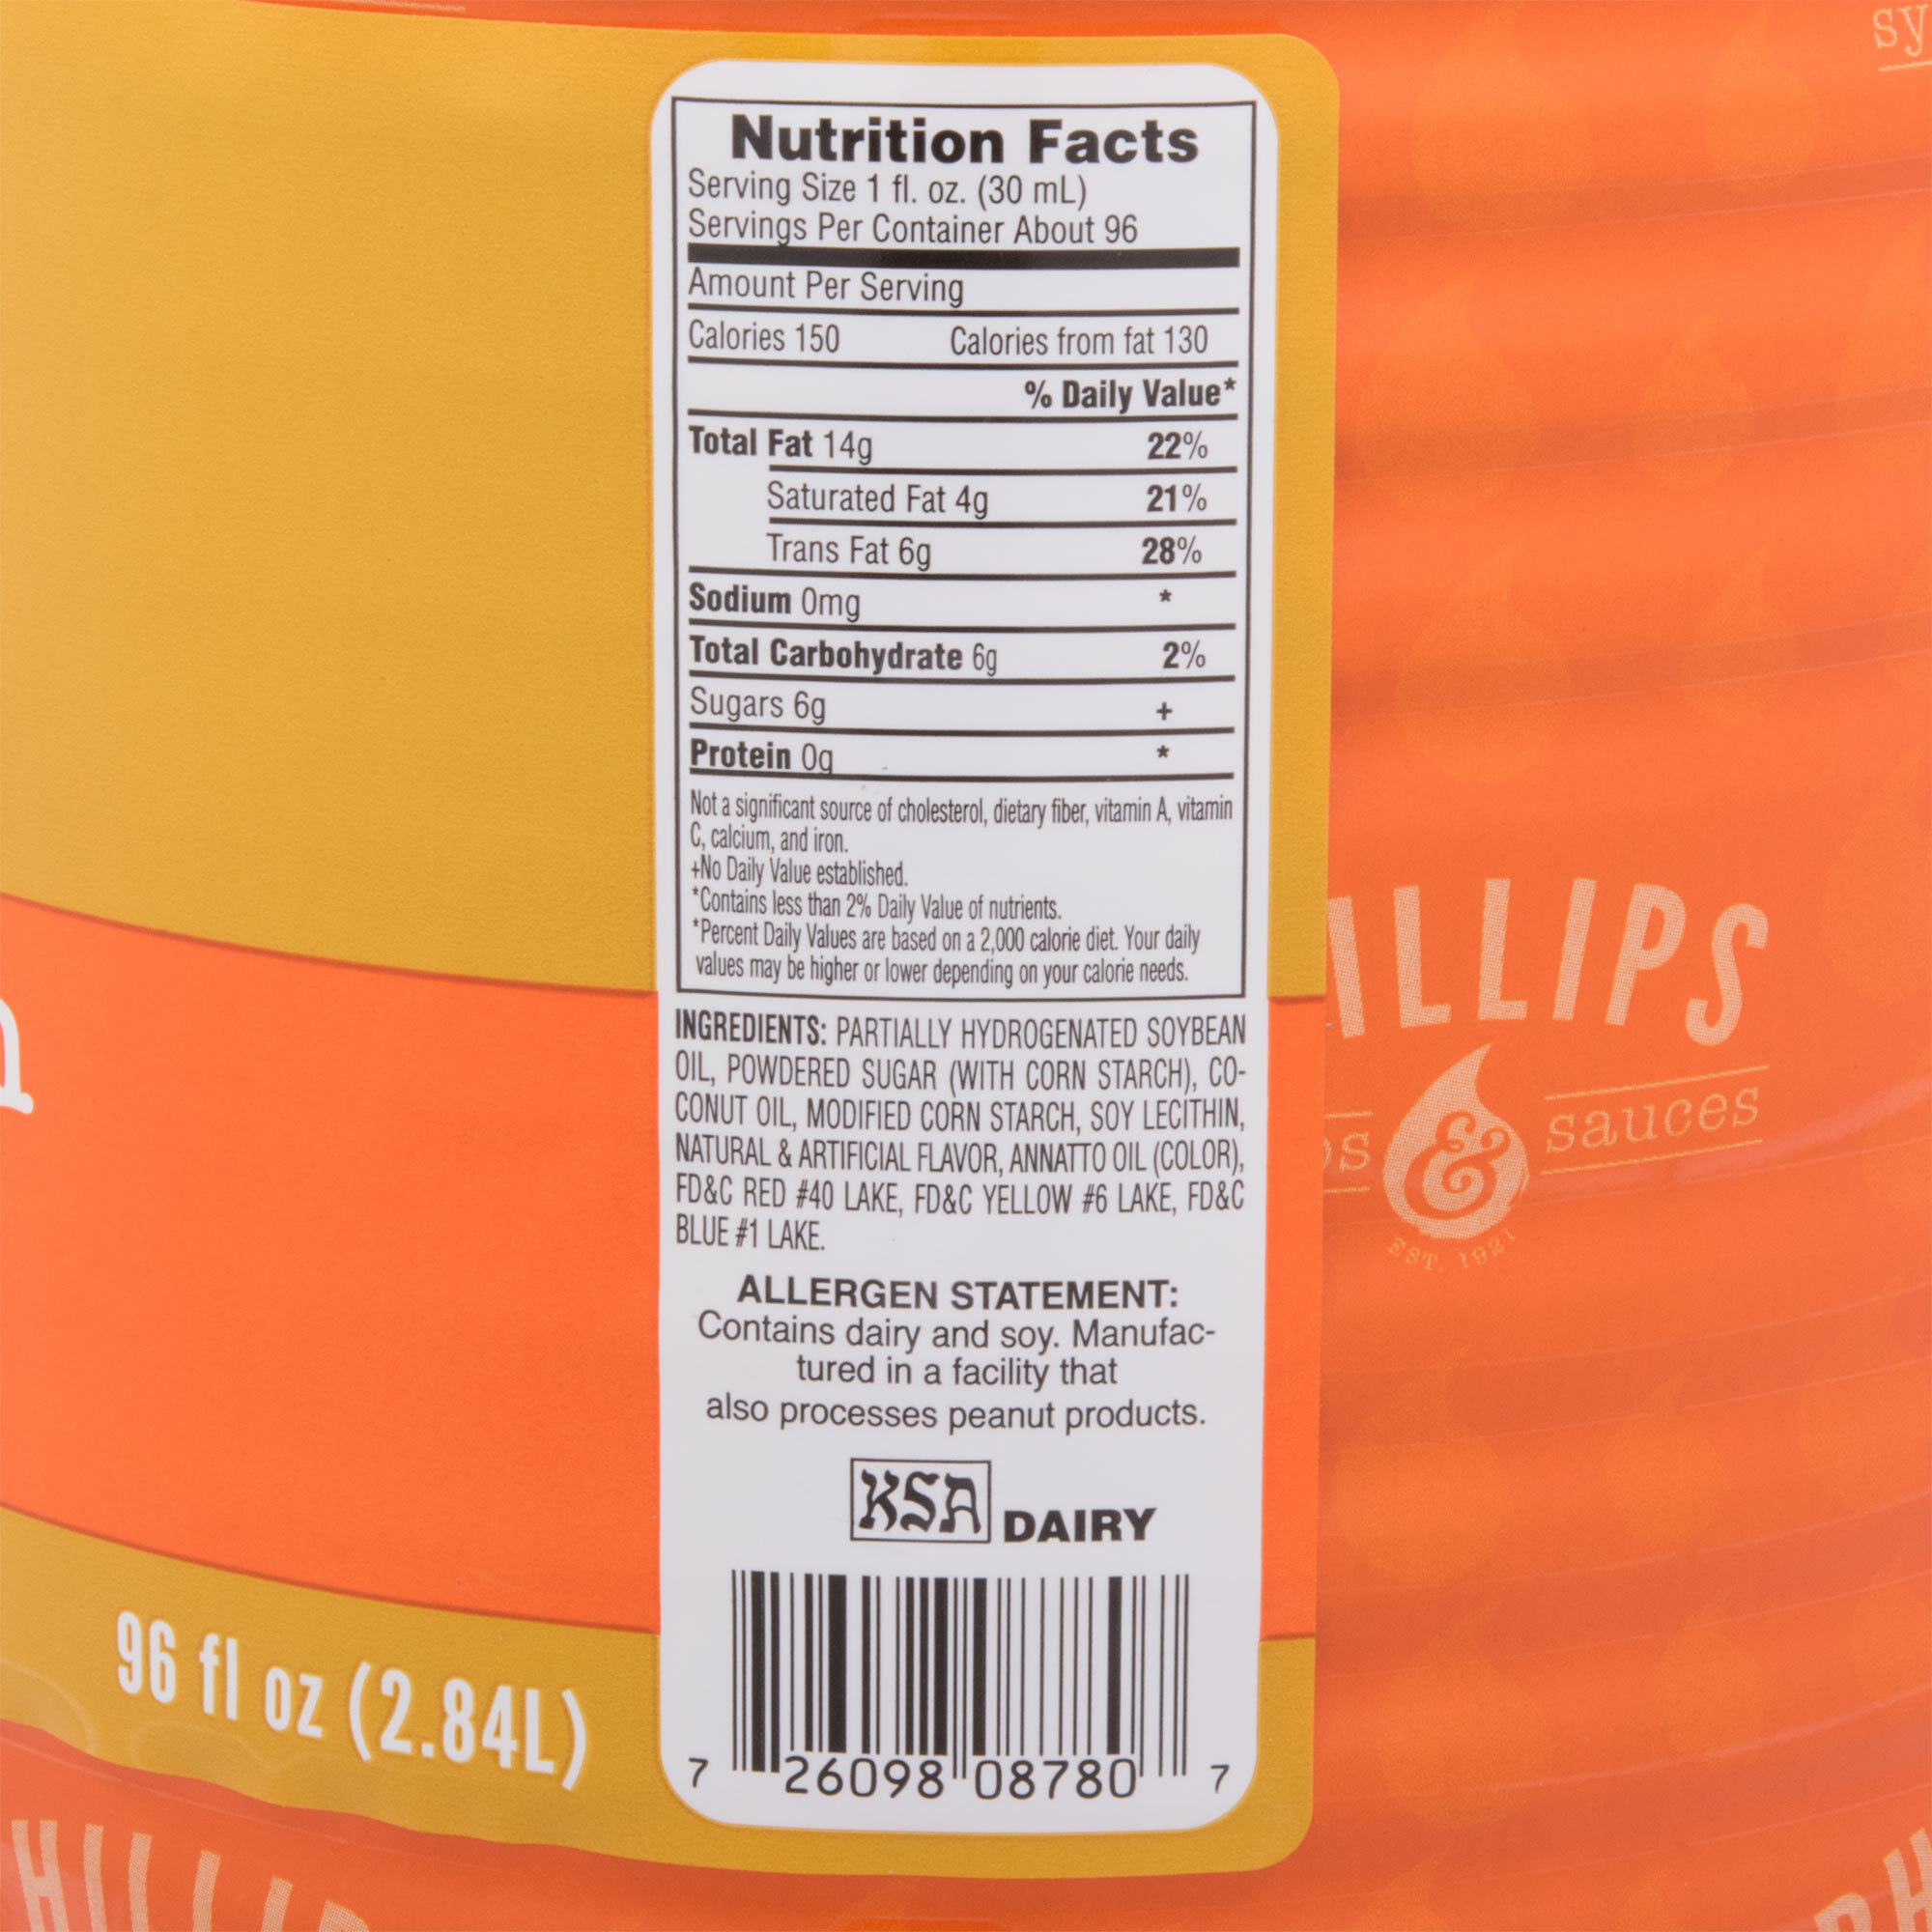 sy
Nutrition Facts
Serving Size 1 fl. oz. (30 mL)
Servings Per Container About 96
Amount Per Serving
Calories 150 Calories from fat 130
% Daily Value*
Total Fat 14g 22%
Saturated Fat 4g 21%
Trans Fat 6g 28%
Sodium 0mg *
Total Carbohydrate 6g 2%
Sugars 6g +
Protein 0g *
Not a significant source of cholesterol, dietary fiber, vitamin A, vitamin
C, calcium, and iron.
+No Daily Value established.
*Contains less than 2% Daily Value of nutrients.
*Percent Daily Values are based on a 2,000 calorie diet. Your daily
values may be higher or lower depending on your calorie needs.
INGREDIENTS: PARTIALLY HYDROGENATED SOYBEAN
OIL, POWDERED SUGAR (WITH CORN STARCH), CO-
CONUT OIL, MODIFIED CORN STARCH, SOY LECITHIN,
NATURAL & ARTIFICIAL FLAVOR, ANNATTO OIL (COLOR),
FD&C RED #40 LAKE, FD&C YELLOW #6 LAKE, FD&C
BLUE #1 LAKE.
ALLERGEN STATEMENT:
Contains dairy and soy. Manufac-
tured in a facility that
also processes peanut products.
KSA DAIRY
7 26098 08780 7
96 fl oz (2.84L)
ILLIPS
s & sauces
EST. 1921
HILLIP
PH